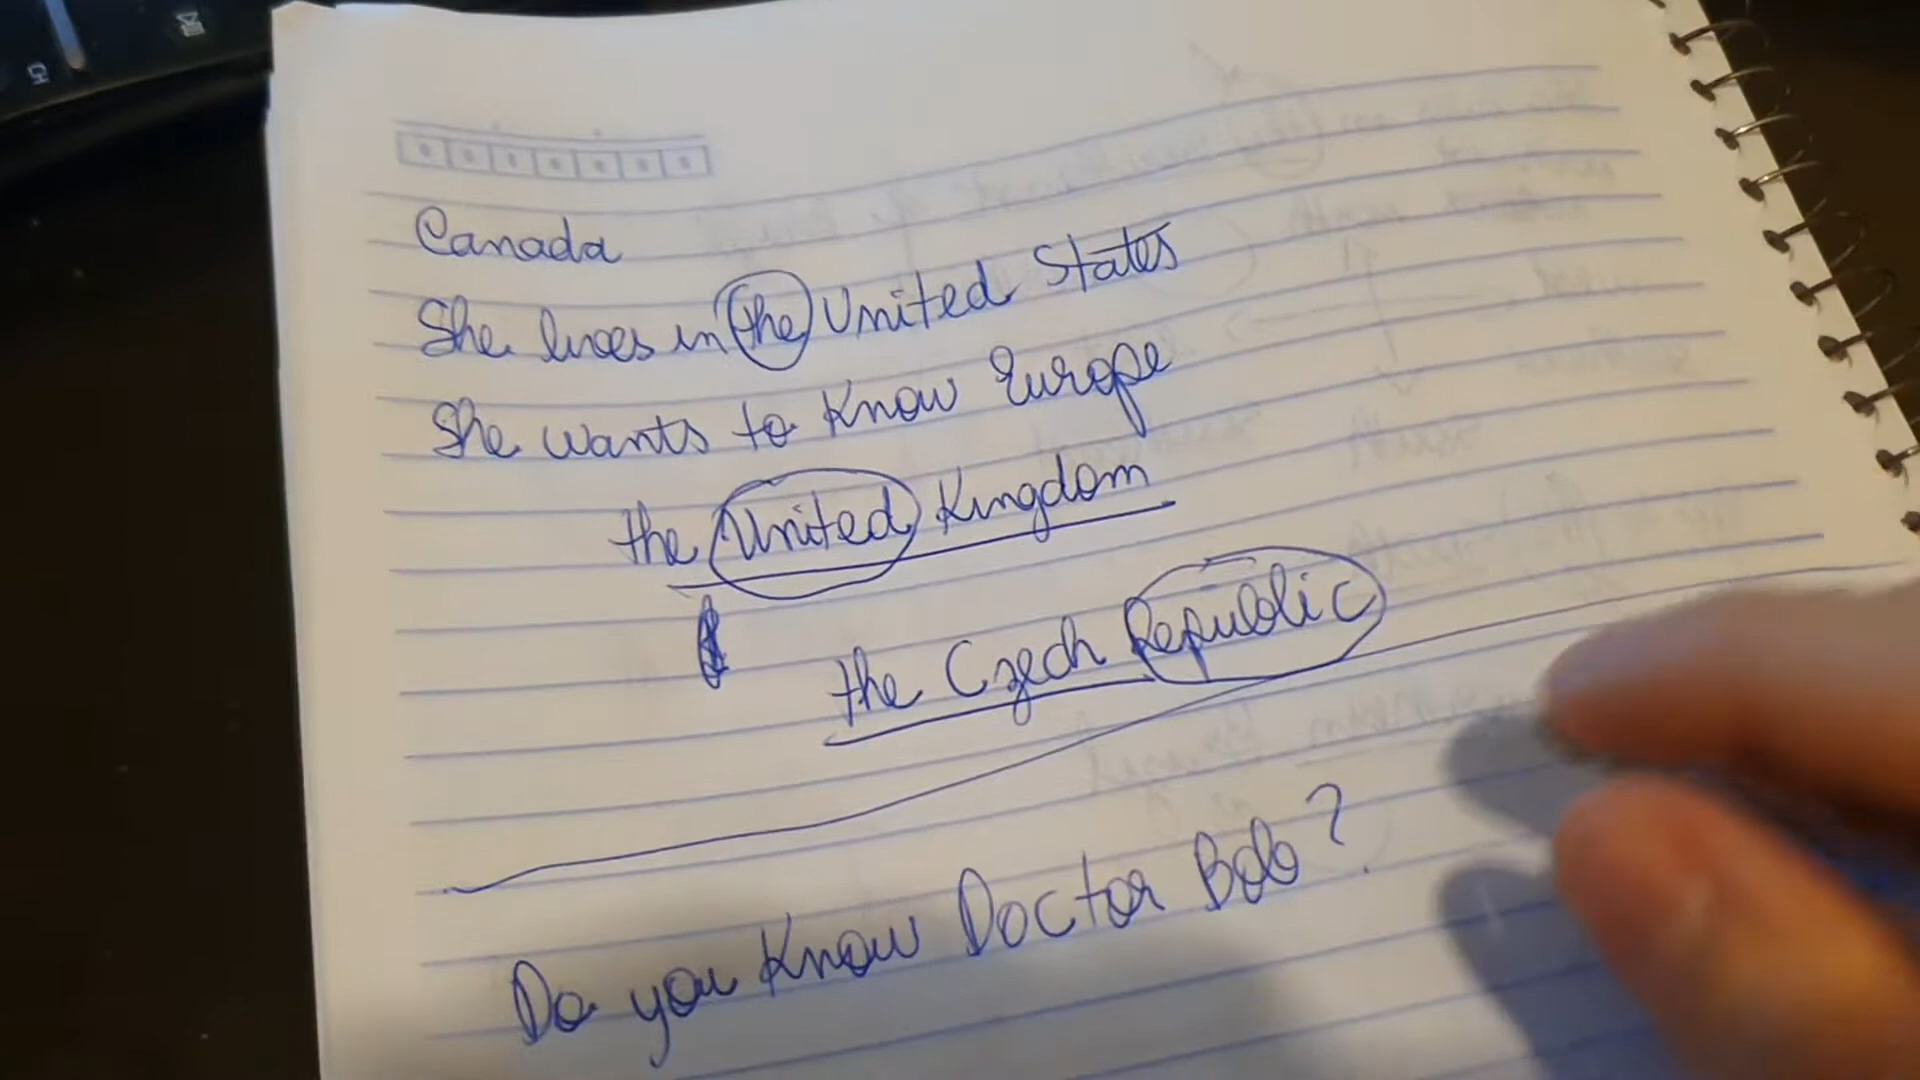 Canada
She lives in the United States
She wants to know Europe
the United Kingdom
the Czech Republic
Do you know Doctor Bob?